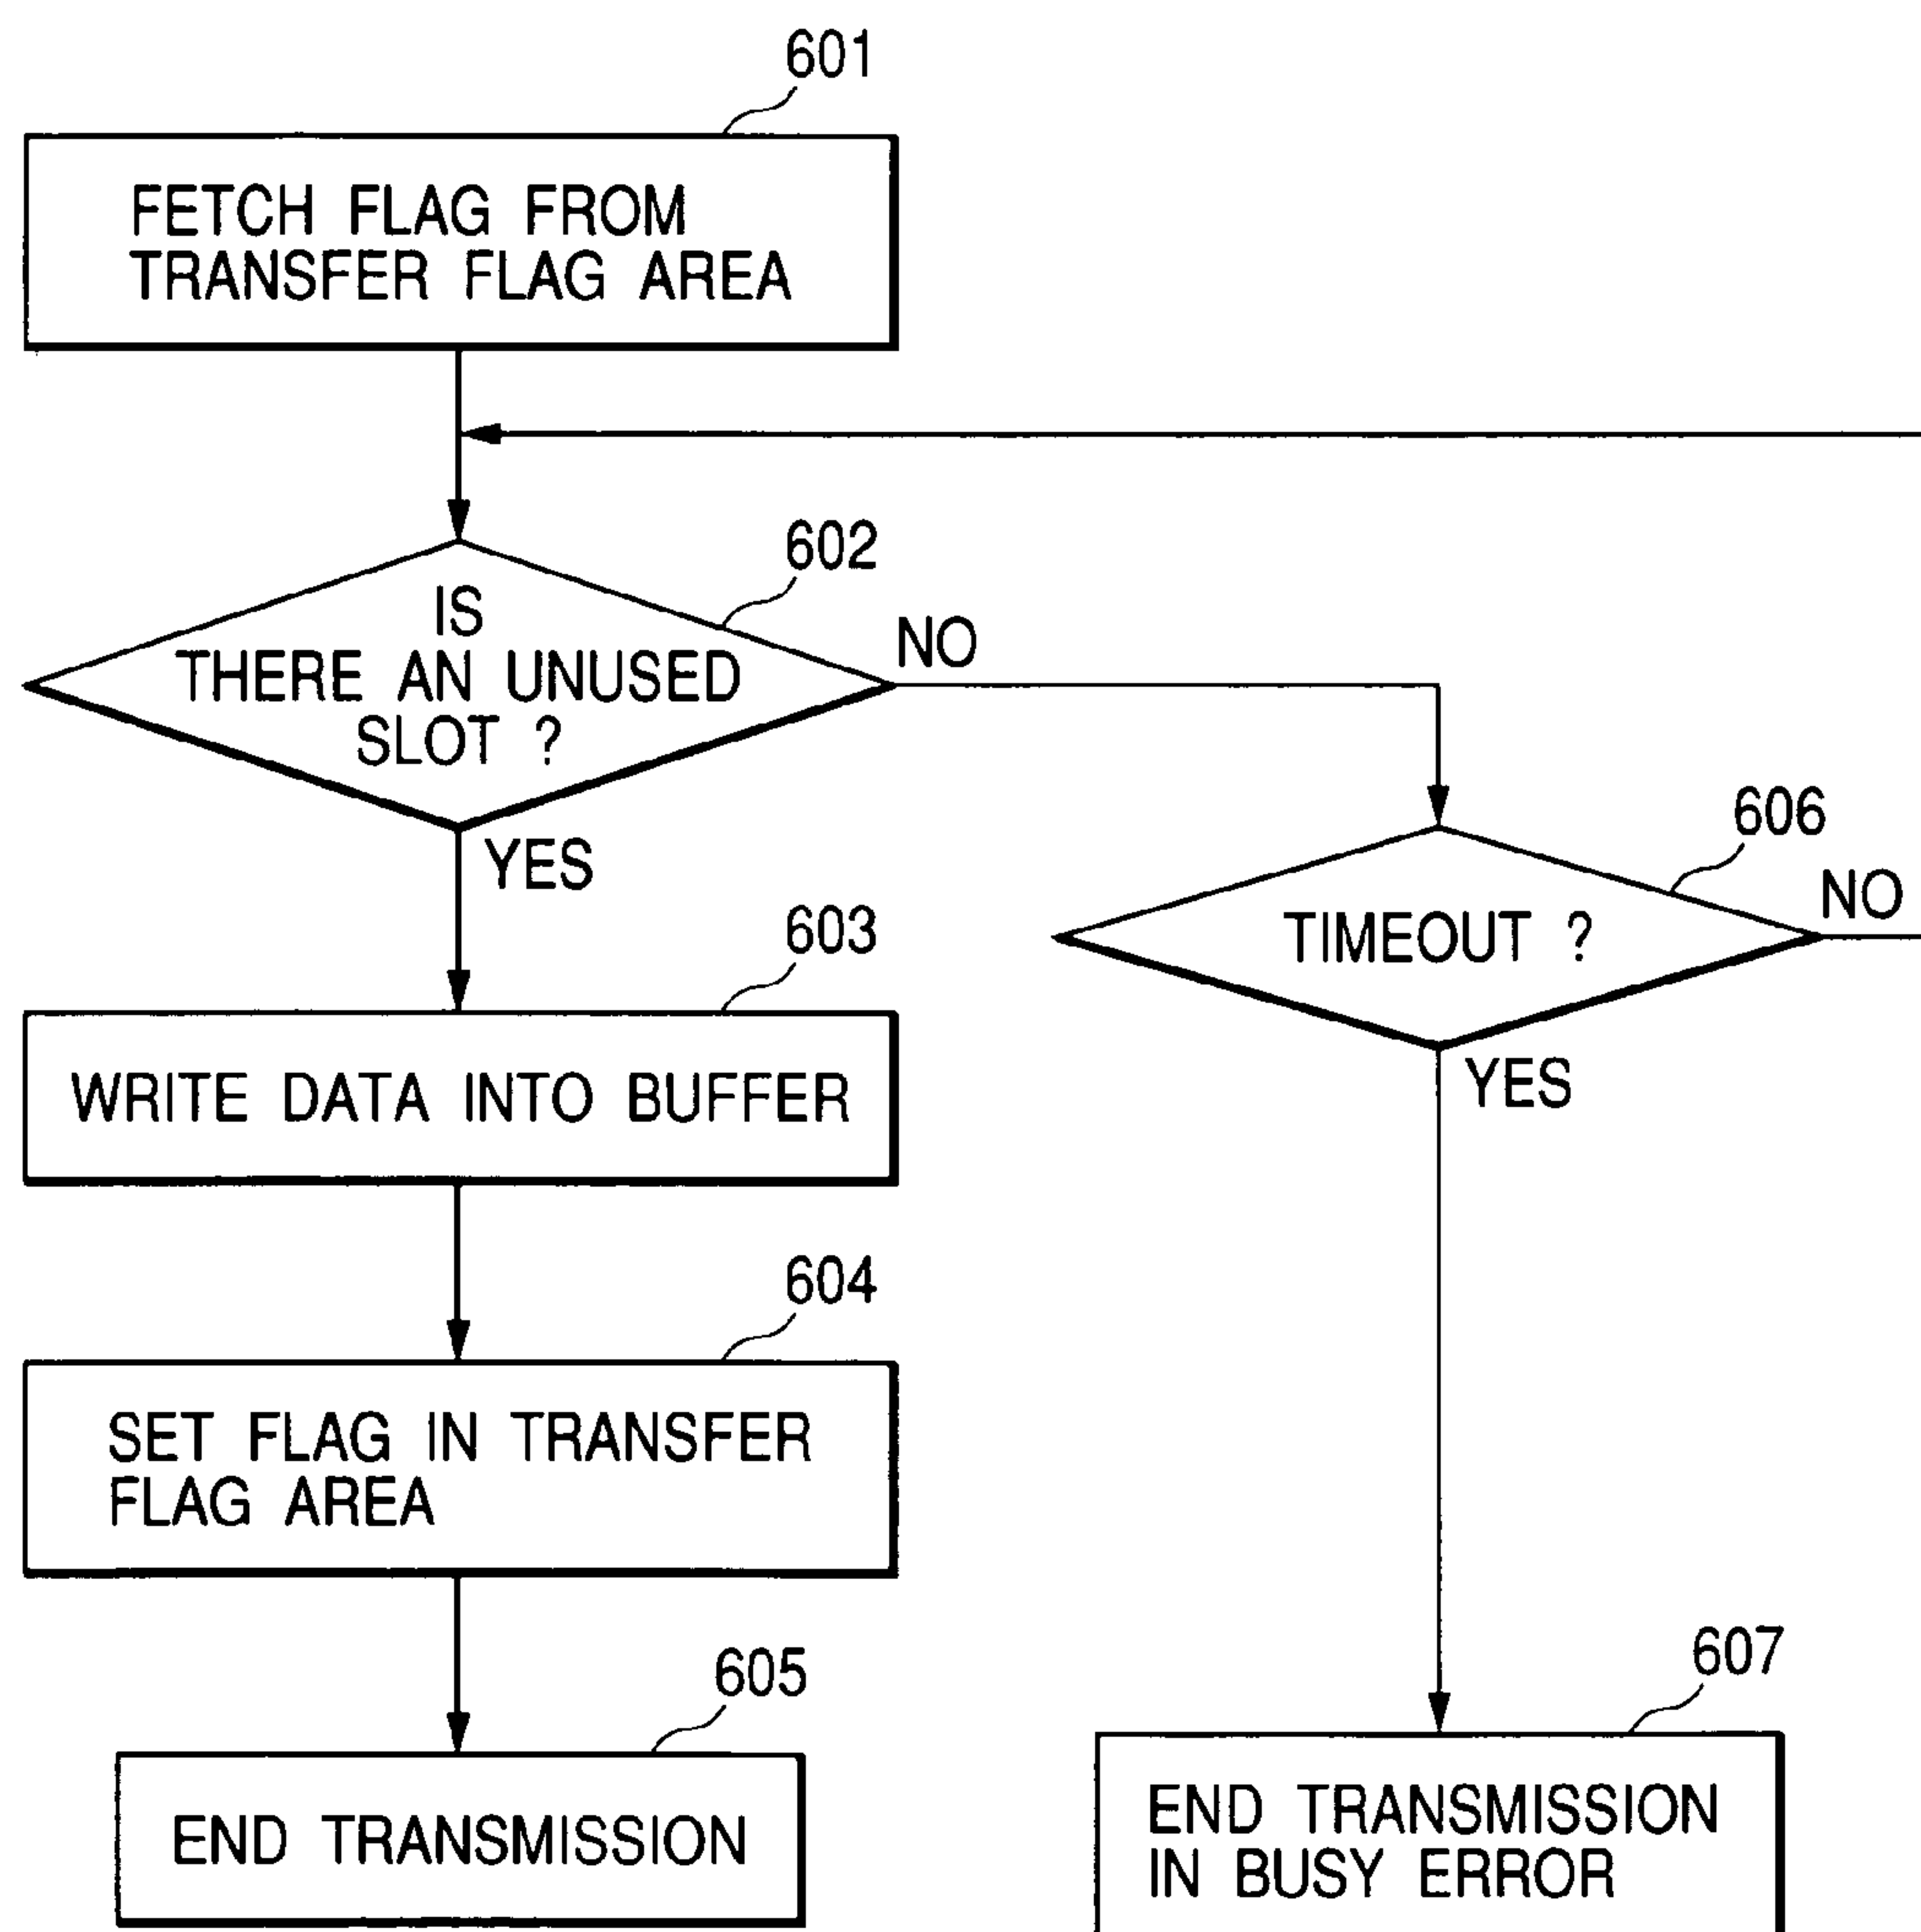 601
FETCH FLAG FROM
TRANSFER FLAG AREA
602
IS
THERE AN UNUSED
SLOT ?
NO
YES
606
TIMEOUT ?
NO
YES
603
WRITE DATA INTO BUFFER
604
SET FLAG IN TRANSFER
FLAG AREA
605
END TRANSMISSION
607
END TRANSMISSION
IN BUSY ERROR